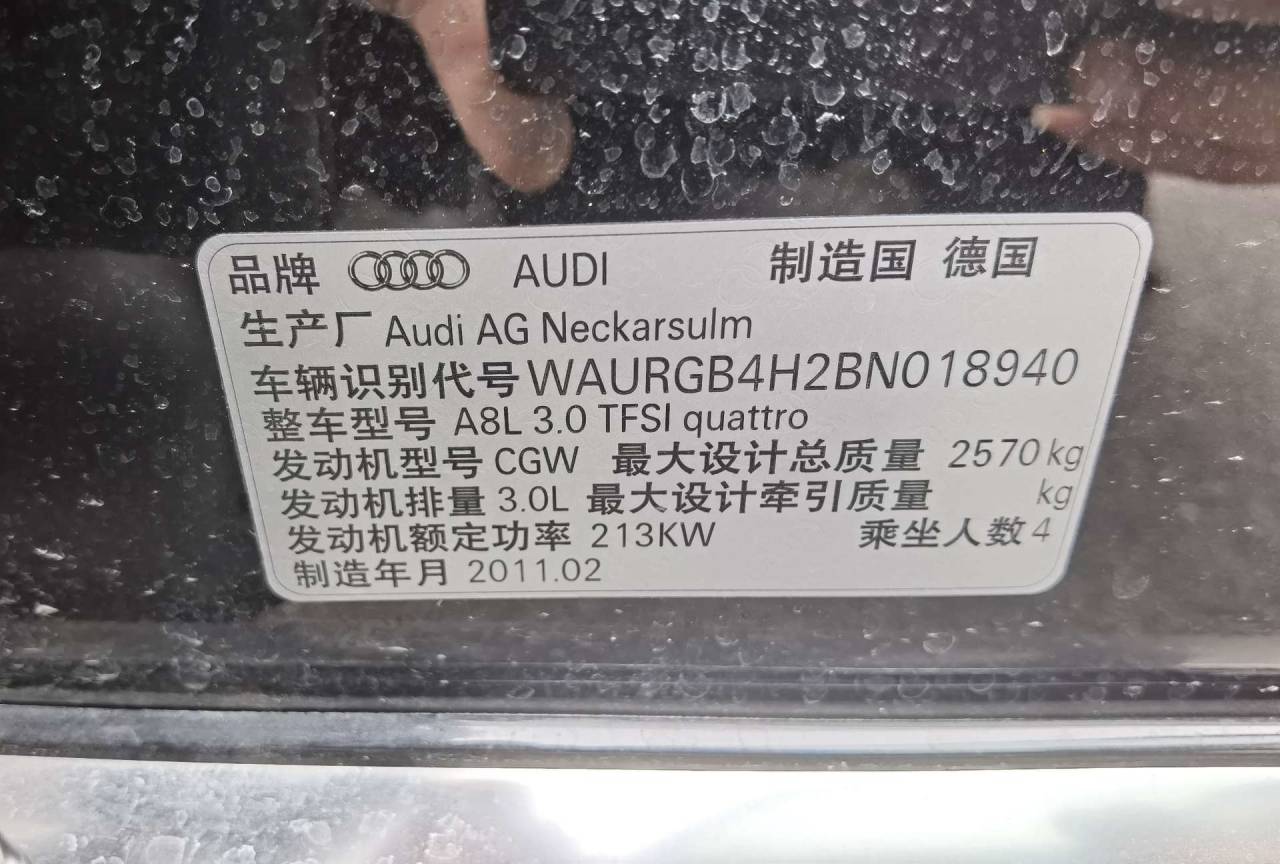 品牌 AUDI 制造国 德国
生产厂 Audi AG Neckarsulm
车辆识别代号 WAURGB4H2BN018940
整车型号 A8L 3.0 TFSI quattro
发动机型号 CGW 最大设计总质量 2570 kg
发动机排量 3.0L 最大设计牵引质量 kg
发动机额定功率 213KW 乘坐人数 4
制造年月 2011.02